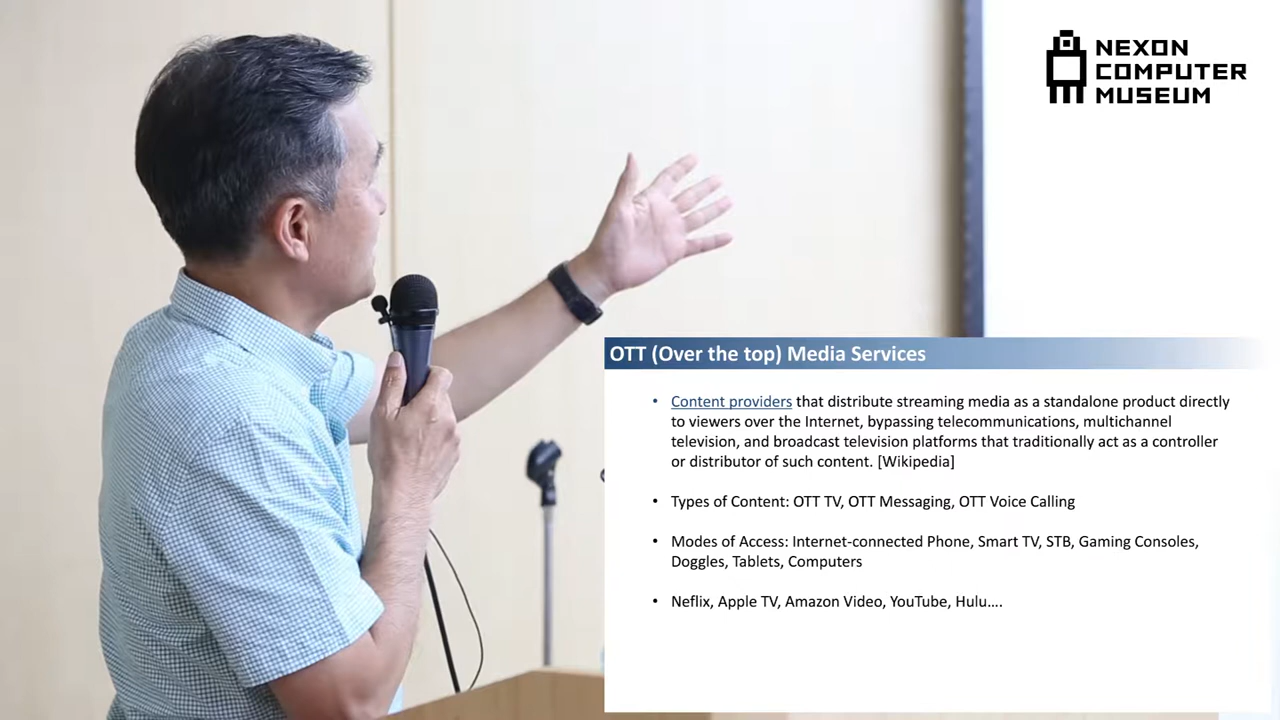 NEXON
COMPUTER
MUSEUM
OTT (Over the top) Media Services
• Content providers that distribute streaming media as a standalone product directly
to viewers over the Internet, bypassing telecommunications, multichannel
television, and broadcast television platforms that traditionally act as a controller
or distributor of such content. [Wikipedia]
• Types of Content: OTT TV, OTT Messaging, OTT Voice Calling
• Modes of Access: Internet-connected Phone, Smart TV, STB, Gaming Consoles,
Doggles, Tablets, Computers
• Neflix, Apple TV, Amazon Video, YouTube, Hulu....